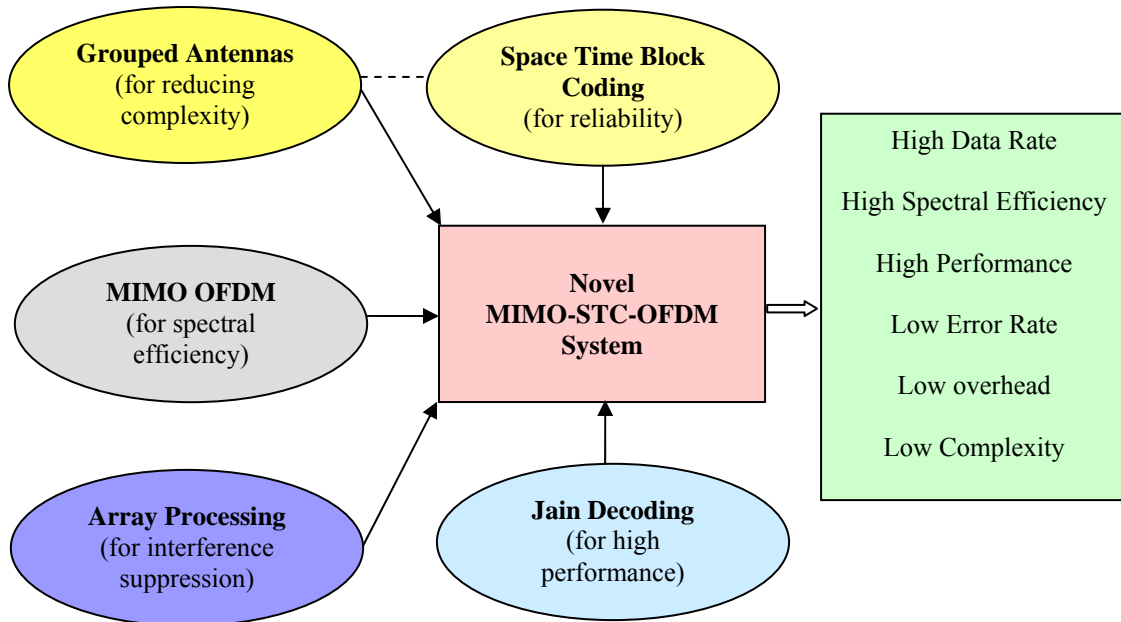 Grouped Antennas
(for reducing
complexity)
Space Time Block
Coding
(for reliability)
MIMO OFDM
(for spectral
efficiency)
Novel
MIMO-STC-OFDM
System
Array Processing
(for interference
suppression)
Jain Decoding
(for high
performance)
High Data Rate
High Spectral Efficiency
High Performance
Low Error Rate
Low overhead
Low Complexity